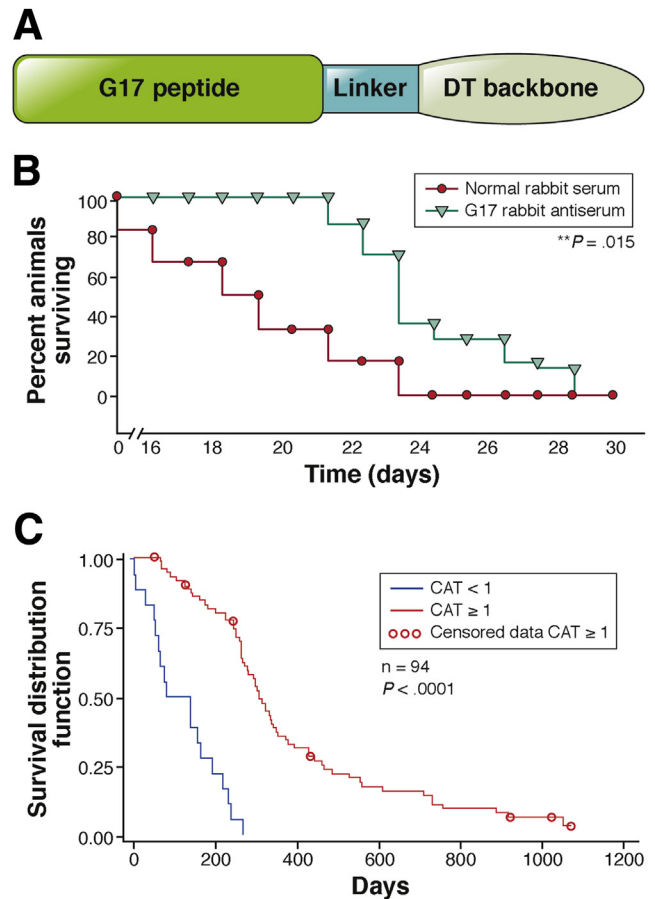 A
G17 peptide Linker DT backbone
B
Percent animals
surviving
100
80
60
40
20
0
Normal rabbit serum
G17 rabbit antiserum
**P = .015
0 16 18 20 22 24 26 28 30
Time (days)
C
Survival distribution
function
1.00
0.75
0.50
0.25
0.00
CAT < 1
CAT ≥ 1
Censored data CAT ≥ 1
n = 94
P < .0001
0 200 400 600 800 1000 1200
Days